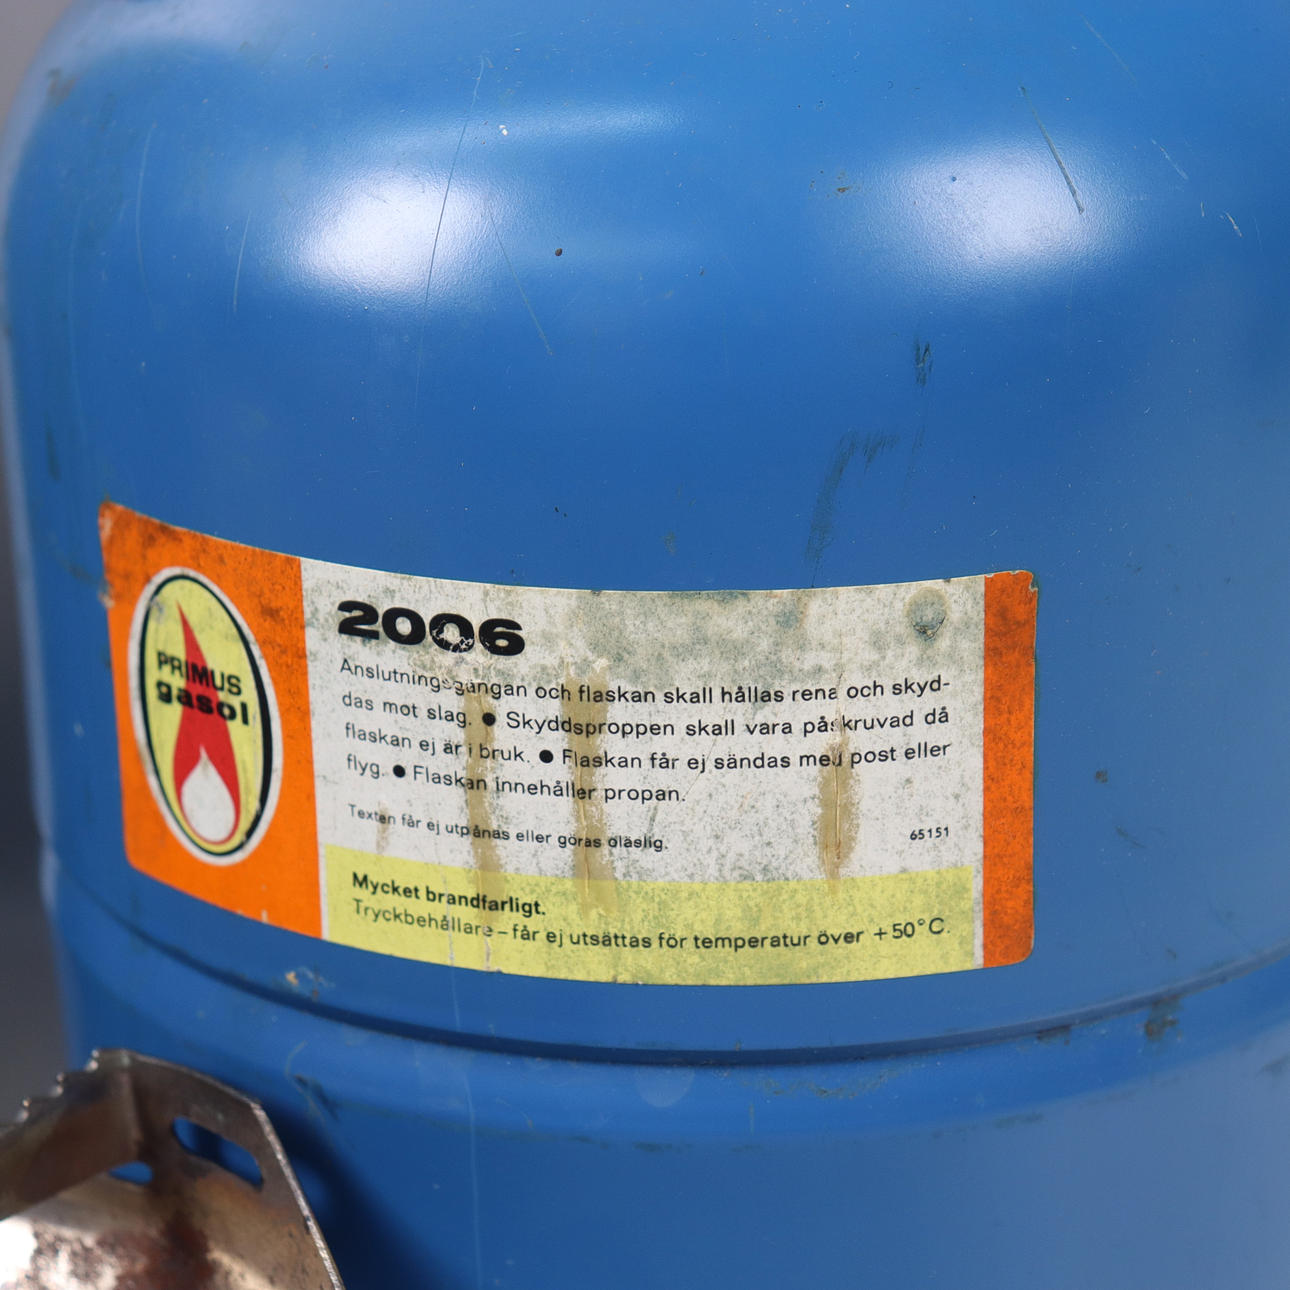 PRIMUS
gasol
2006
Anslutningsgängan och flaskan skall hållas rena och skyd-
das mot slag. ● Skyddsproppen skall vara påskruvad då
flaskan ej är i bruk. ● Flaskan får ej sändas med post eller
flyg. ● Flaskan innehåller propan.
Texten får ej utplånas eller göras oläslig.
65151
Mycket brandfarligt.
Tryckbehållare – får ej utsättas för temperatur över +50°C.